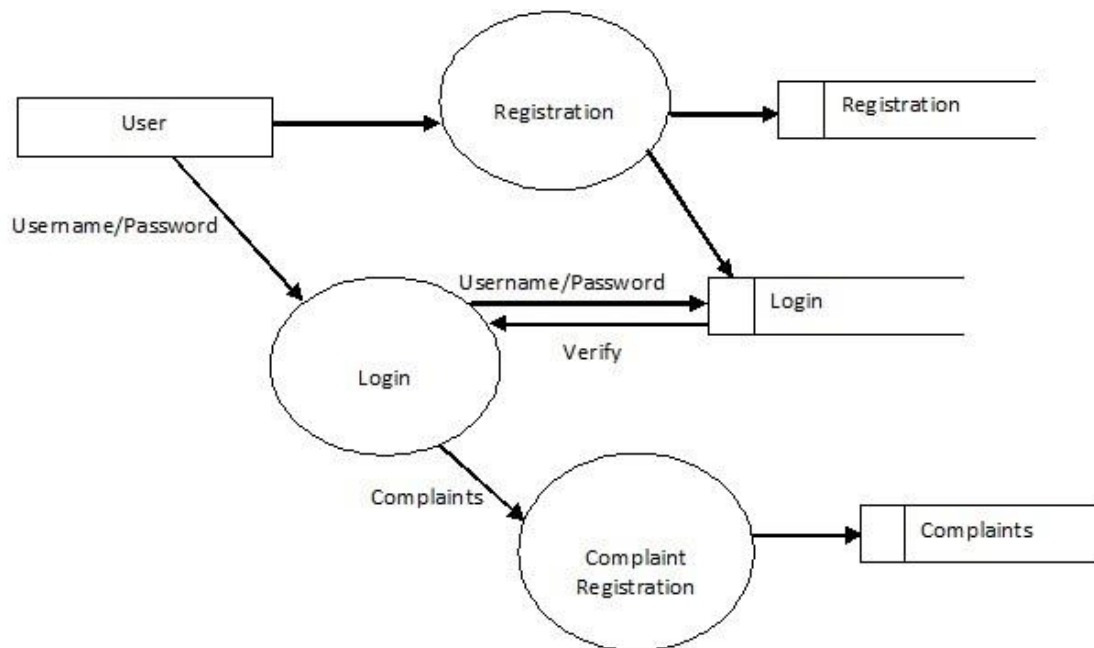 Registration
Registration
User
Username/Password
Username/Password
Login
Verify
Login
Complaints
Complaints
Complaint
Registration